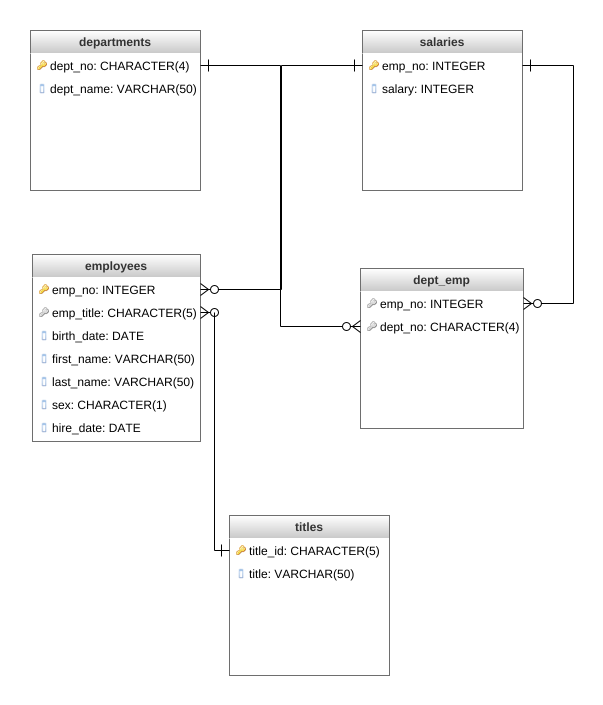 departments
dept_no: CHARACTER(4)
dept_name: VARCHAR(50)
salaries
emp_no: INTEGER
salary: INTEGER
employees
emp_no: INTEGER
emp_title: CHARACTER(5)
birth_date: DATE
first_name: VARCHAR(50)
last_name: VARCHAR(50)
sex: CHARACTER(1)
hire_date: DATE
dept_emp
emp_no: INTEGER
dept_no: CHARACTER(4)
titles
title_id: CHARACTER(5)
title: VARCHAR(50)